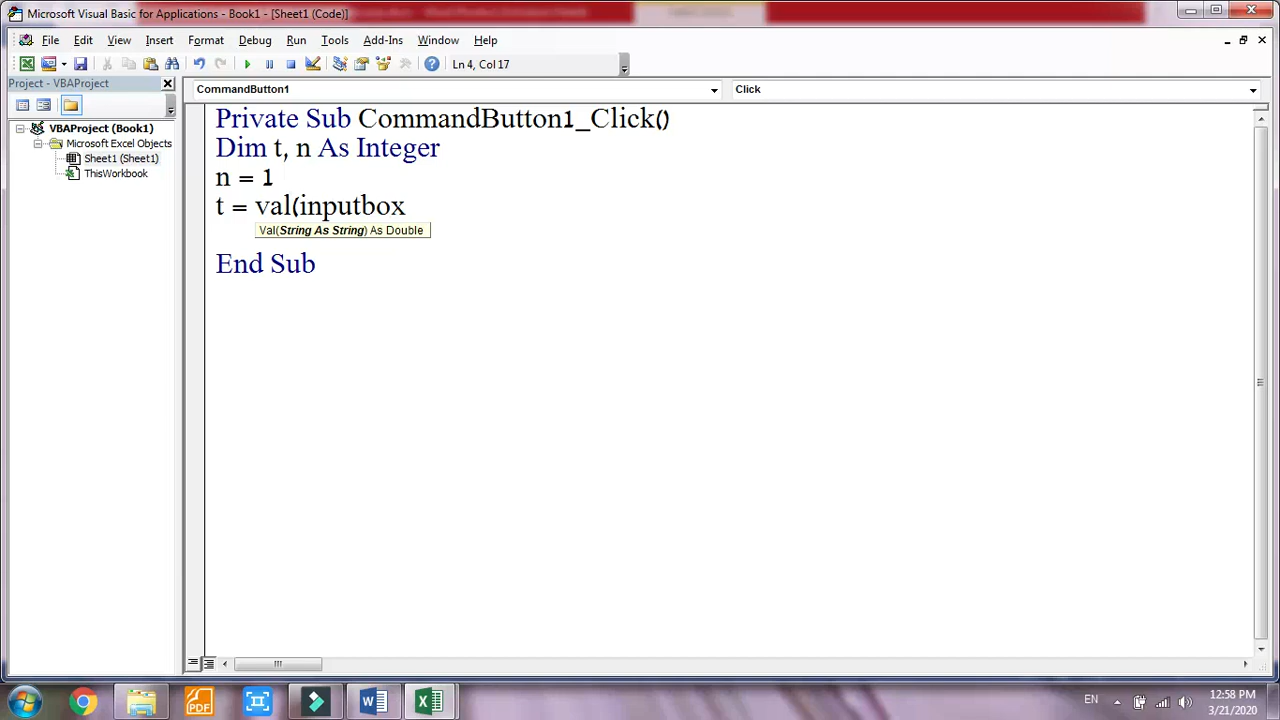 Microsoft Visual Basic for Applications - Book1 - [Sheet1 (Code)]
File Edit View Insert Format Debug Run Tools Add-Ins Window Help
Ln 4, Col 17
Project - VBAProject
CommandButton1
Click
VBAProject (Book1)
Microsoft Excel Objects
Sheet1 (Sheet1)
ThisWorkbook
Private Sub CommandButton1_Click()
Dim t, n As Integer
n = 1
t = val(inputbox
Val(String As String) As Double
End Sub
PDF
EN
12:58 PM
3/21/2020